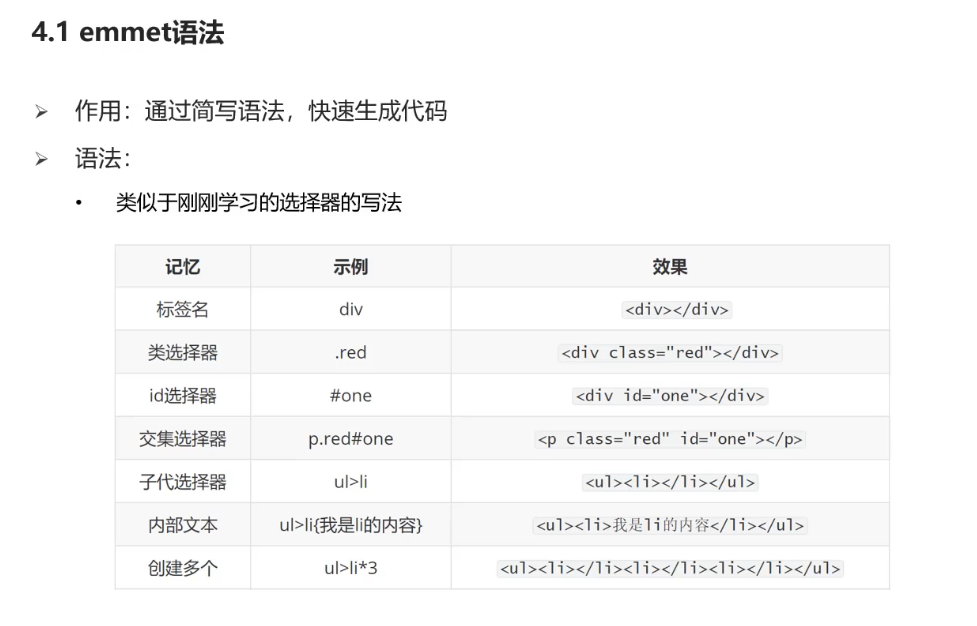 4.1 emmet语法
➢ 作用：通过简写语法，快速生成代码
➢ 语法：
• 类似于刚刚学习的选择器的写法
记忆 示例 效果
标签名 div <div></div>
类选择器 .red <div class="red"></div>
id选择器 #one <div id="one"></div>
交集选择器 p.red#one <p class="red" id="one"></p>
子代选择器 ul>li <ul><li></li></ul>
内部文本 ul>li{我是li的内容} <ul><li>我是li的内容</li></ul>
创建多个 ul>li*3 <ul><li></li><li></li><li></li></ul>